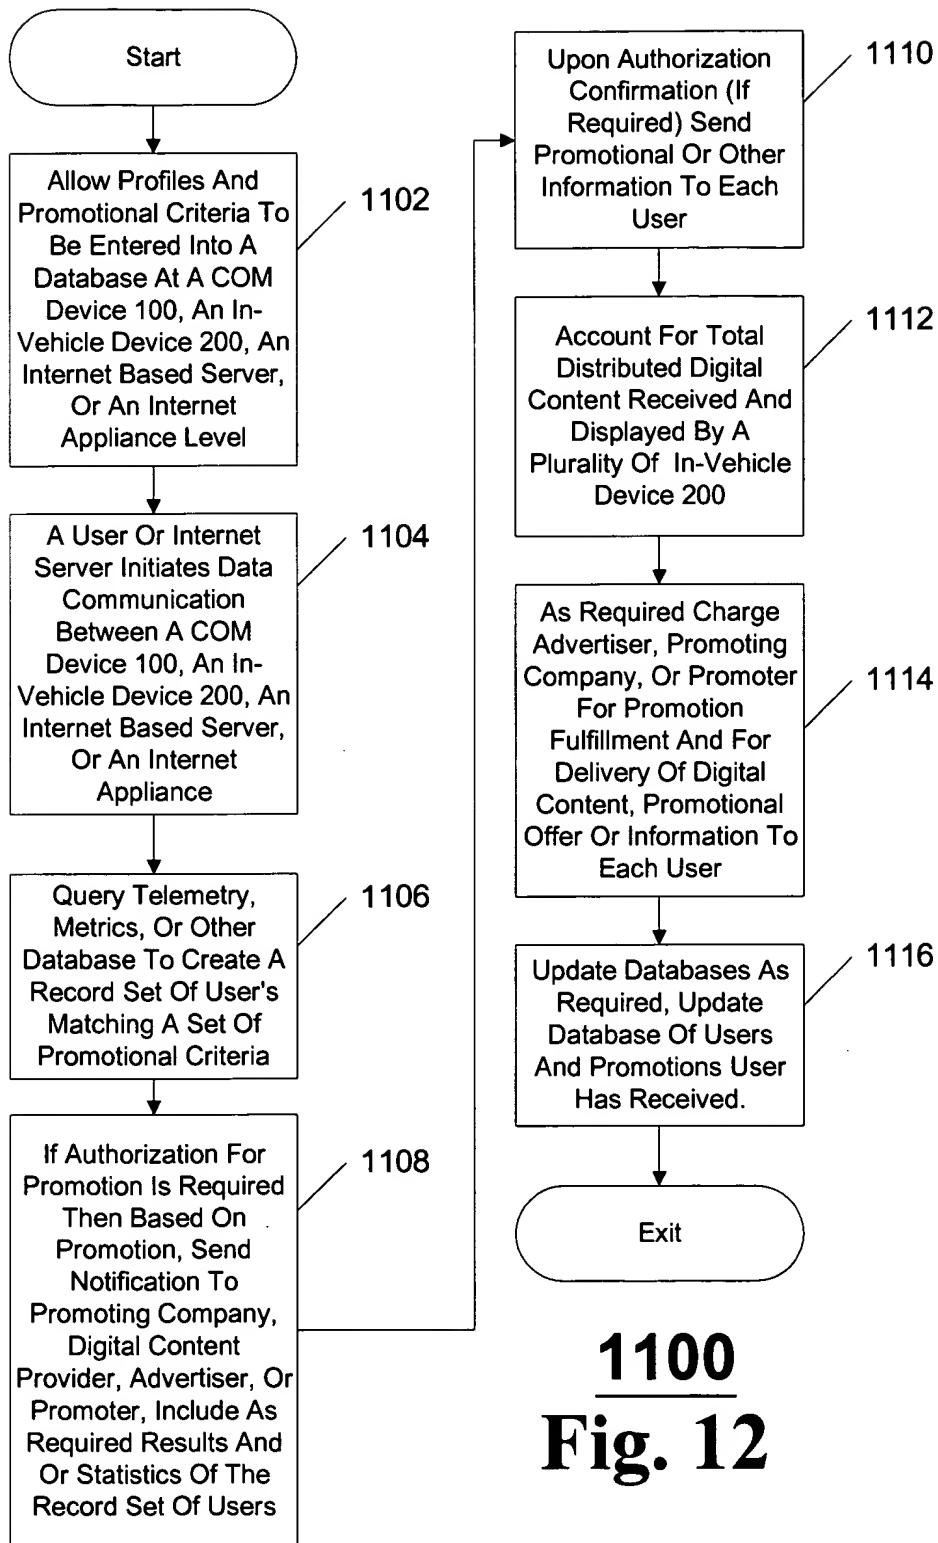 Start
Allow Profiles And
Promotional Criteria To
Be Entered Into A
Database At A COM
Device 100, An In-
Vehicle Device 200, An
Internet Based Server,
Or An Internet
Appliance Level
1102
A User Or Internet
Server Initiates Data
Communication
Between A COM
Device 100, An In-
Vehicle Device 200, An
Internet Based Server,
Or An Internet
Appliance
1104
Query Telemetry,
Metrics, Or Other
Database To Create A
Record Set Of User's
Matching A Set Of
Promotional Criteria
1106
If Authorization For
Promotion Is Required
Then Based On
Promotion, Send
Notification To
Promoting Company,
Digital Content
Provider, Advertiser, Or
Promoter, Include As
Required Results And
Or Statistics Of The
Record Set Of Users
1108
Upon Authorization
Confirmation (If
Required) Send
Promotional Or Other
Information To Each
User
1110
Account For Total
Distributed Digital
Content Received And
Displayed By A
Plurality Of In-Vehicle
Device 200
1112
As Required Charge
Advertiser, Promoting
Company, Or Promoter
For Promotion
Fulfillment And For
Delivery Of Digital
Content, Promotional
Offer Or Information To
Each User
1114
Update Databases As
Required, Update
Database Of Users
And Promotions User
Has Received.
1116
Exit
1100
Fig. 12